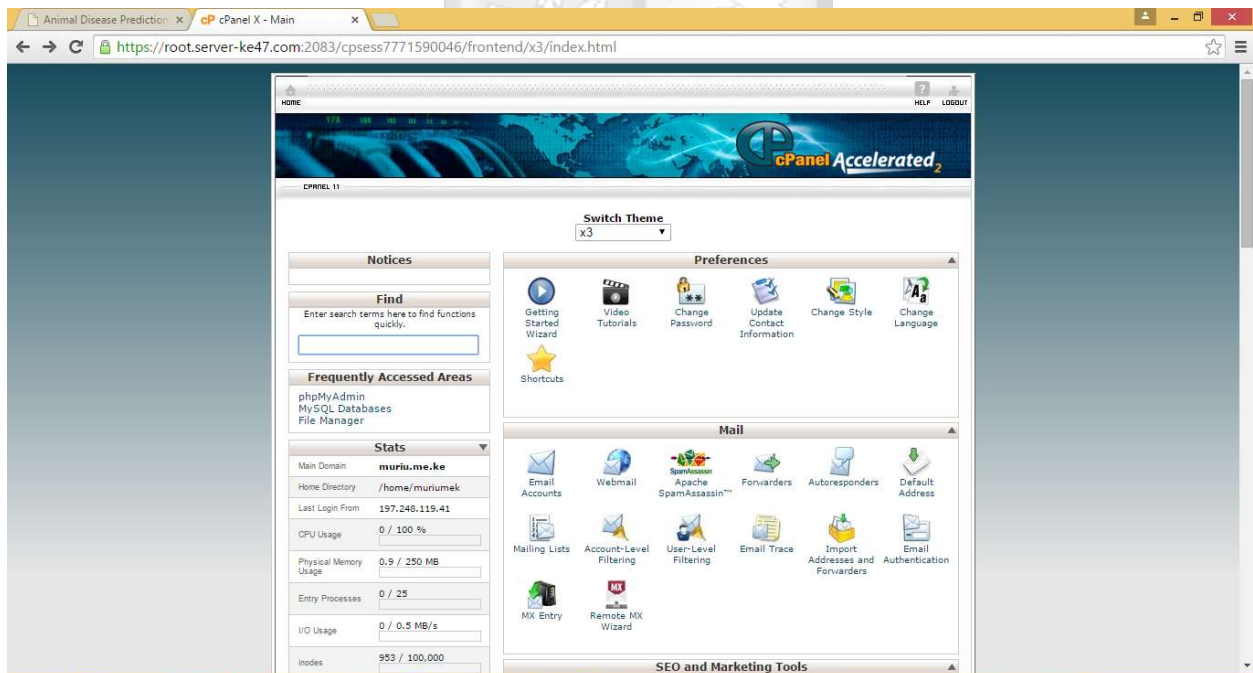 Animal Disease Prediction
cP cPanel X - Main
https://root.server-ke47.com:2083/cpsess7771590046/frontend/x3/index.html
HOME
HELP LOGOUT
cPanel Accelerated2
CPANEL 11
Switch Theme
x3
Notices
Find
Enter search terms here to find functions
quickly.
Frequently Accessed Areas
phpMyAdmin
MySQL Databases
File Manager
Stats
Main Domain muriu.me.ke
Home Directory /home/muriumek
Last Login From 197.248.119.41
CPU Usage 0 / 100 %
Physical Memory 0.9 / 250 MB
Usage
Entry Processes 0 / 25
I/O Usage 0 / 0.5 MB/s
inodes 953 / 100,000
Preferences
Getting Started Wizard
Video Tutorials
Change Password
Update Contact Information
Change Style
Change Language
Shortcuts
Mail
Email Accounts
Webmail
SpamAssassin
Apache SpamAssassin™
Forwarders
Autoresponders
Default Address
Mailing Lists
Account-Level Filtering
User-Level Filtering
Email Trace
Import Addresses and Forwarders
Email Authentication
MX
MX Entry
Remote MX Wizard
SEO and Marketing Tools